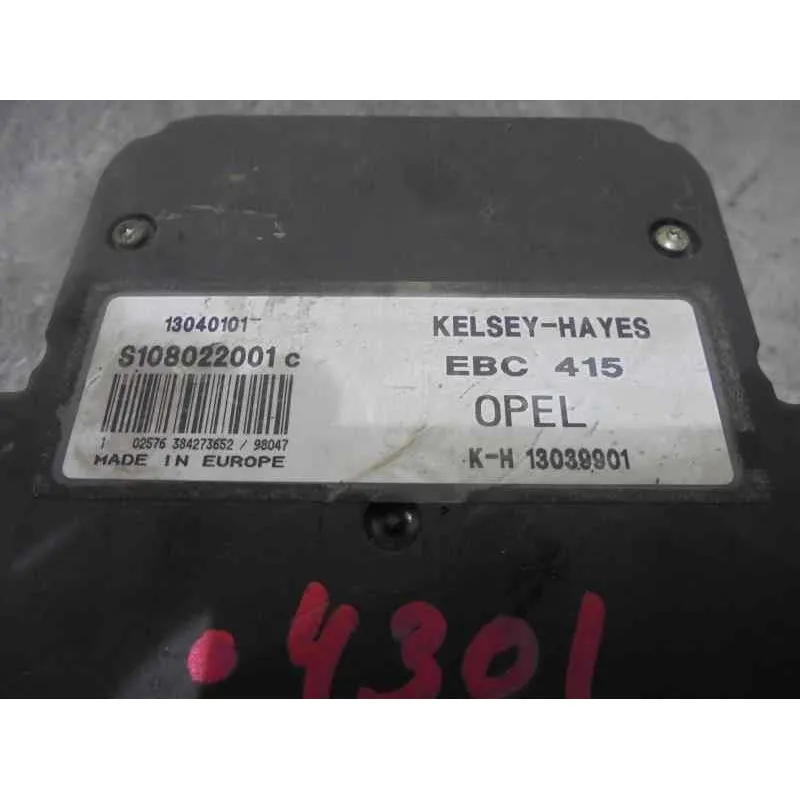 13040101
S108022001 c
1 02576 384273652 / 98047
MADE IN EUROPE
KELSEY-HAYES
EBC 415
OPEL
K-H 13039901
.4301